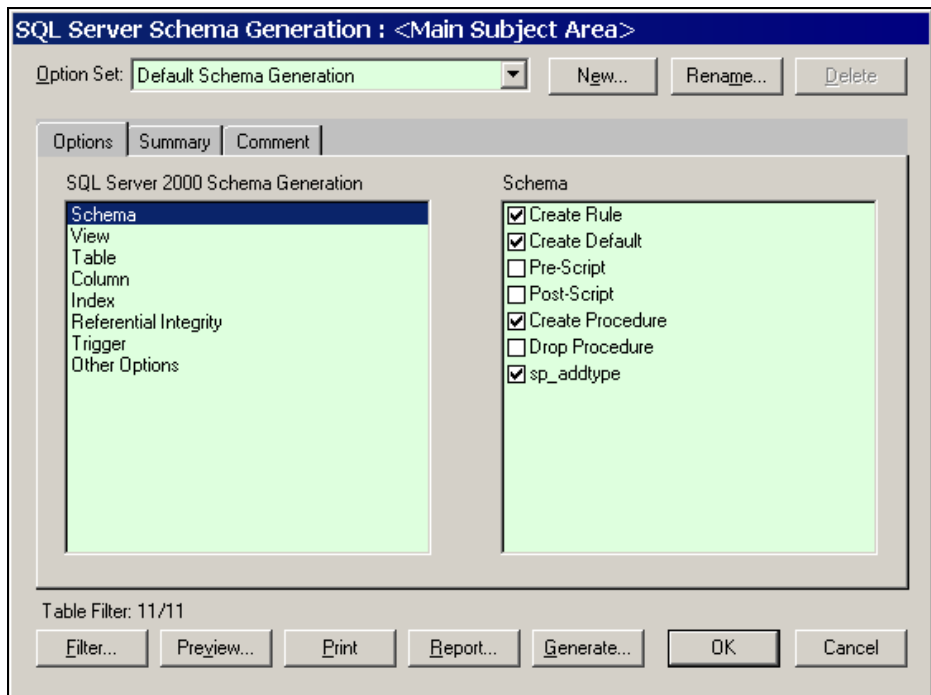 SQL Server Schema Generation : <Main Subject Area>
Option Set: Default Schema Generation New... Rename... Delete
Options Summary Comment
SQL Server 2000 Schema Generation
Schema
View
Table
Column
Index
Referential Integrity
Trigger
Other Options
Schema
Create Rule
Create Default
Pre-Script
Post-Script
Create Procedure
Drop Procedure
sp_addtype
Table Filter: 11/11
Filter... Preview... Print Report... Generate... OK Cancel